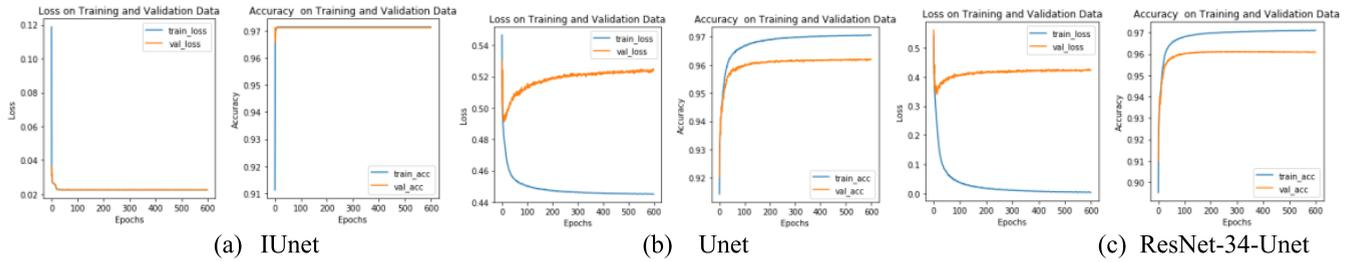 Loss on Training and Validation Data
0.12
0.10
0.08
0.06
0.04
0.02
Loss
train_loss
val_loss
0 100 200 300 400 500 600
Epochs
Accuracy on Training and Validation Data
0.97
0.96
0.95
0.94
0.93
0.92
0.91
Accuracy
train_acc
val_acc
0 100 200 300 400 500 600
Epochs
(a) IUnet
Loss on Training and Validation Data
0.54
0.52
0.50
0.48
0.46
0.44
Loss
train_loss
val_loss
0 100 200 300 400 500 600
Epochs
Accuracy on Training and Validation Data
0.97
0.96
0.95
0.94
0.93
0.92
Accuracy
train_acc
val_acc
0 100 200 300 400 500 600
Epochs
(b) Unet
Loss on Training and Validation Data
0.5
0.4
0.3
0.2
0.1
0.0
Loss
train_loss
val_loss
0 100 200 300 400 500 600
Epochs
Accuracy on Training and Validation Data
0.97
0.96
0.95
0.94
0.93
0.92
0.91
0.90
Accuracy
train_acc
val_acc
0 100 200 300 400 500 600
Epochs
(c) ResNet-34-Unet